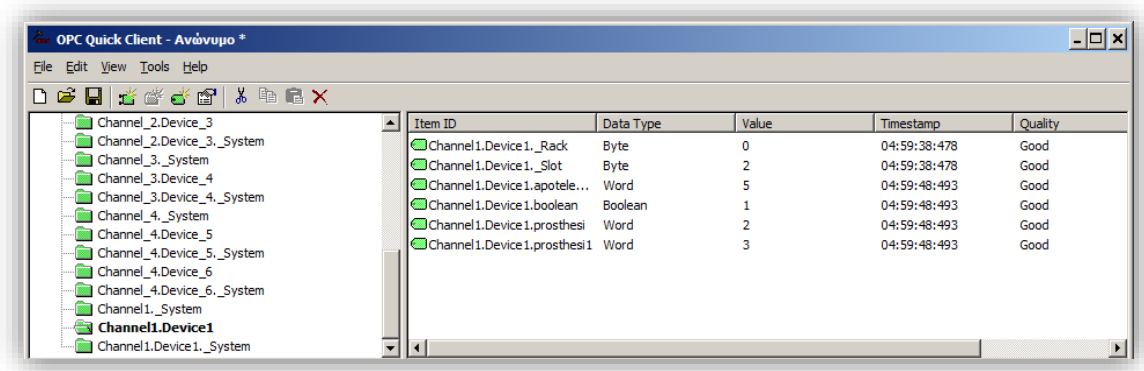 OPC Quick Client - Ανώνυμο *
File Edit View Tools Help
Channel_2.Device_3
Channel_2.Device_3._System
Channel_3._System
Channel_3.Device_4
Channel_3.Device_4._System
Channel_4._System
Channel_4.Device_5
Channel_4.Device_5._System
Channel_4.Device_6
Channel_4.Device_6._System
Channel1._System
Channel1.Device1
Channel1.Device1._System
Item ID Data Type Value Timestamp Quality
Channel1.Device1._Rack Byte 0 04:59:38:478 Good
Channel1.Device1._Slot Byte 2 04:59:38:478 Good
Channel1.Device1.apotele... Word 5 04:59:48:493 Good
Channel1.Device1.boolean Boolean 1 04:59:48:493 Good
Channel1.Device1.prosthesi Word 2 04:59:48:493 Good
Channel1.Device1.prosthesi1 Word 3 04:59:48:493 Good